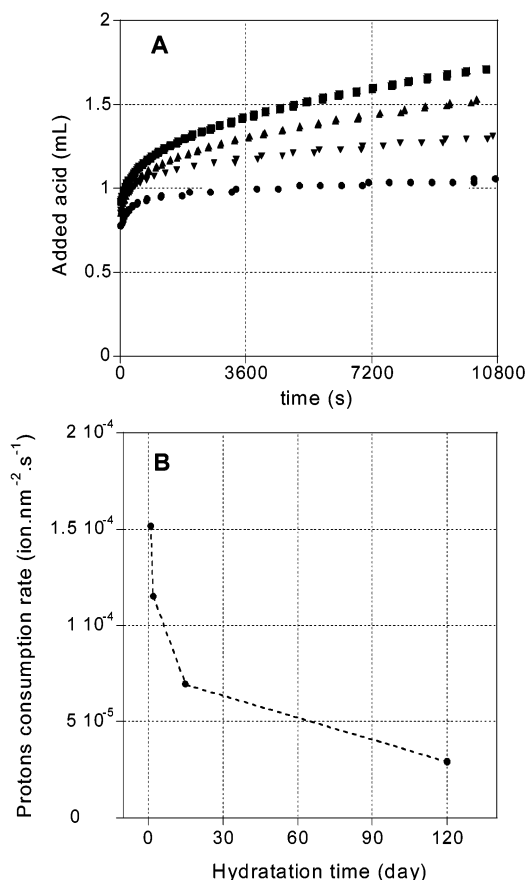 A
2
1.5
1
0.5
0
Added acid (mL)
0 3600 7200 10800
time (s)
B
2 10⁻⁴
1.5 10⁻⁴
1 10⁻⁴
5 10⁻⁵
0
Protons consumption rate (ion.nm⁻².s⁻¹)
0 30 60 90 120
Hydratation time (day)